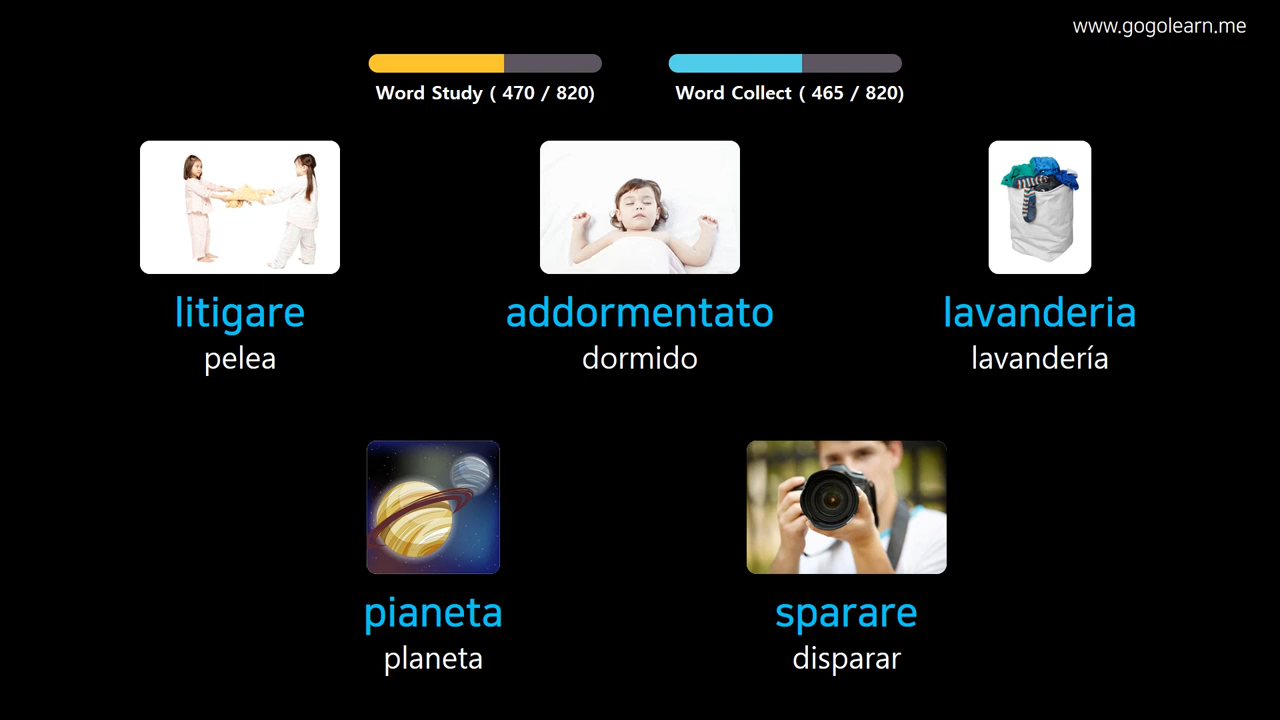 www.gogolearn.me
Word Study ( 470 / 820)
Word Collect ( 465 / 820)
litigare
pelea
addormentato
dormido
lavanderia
lavandería
pianeta
planeta
sparare
disparar